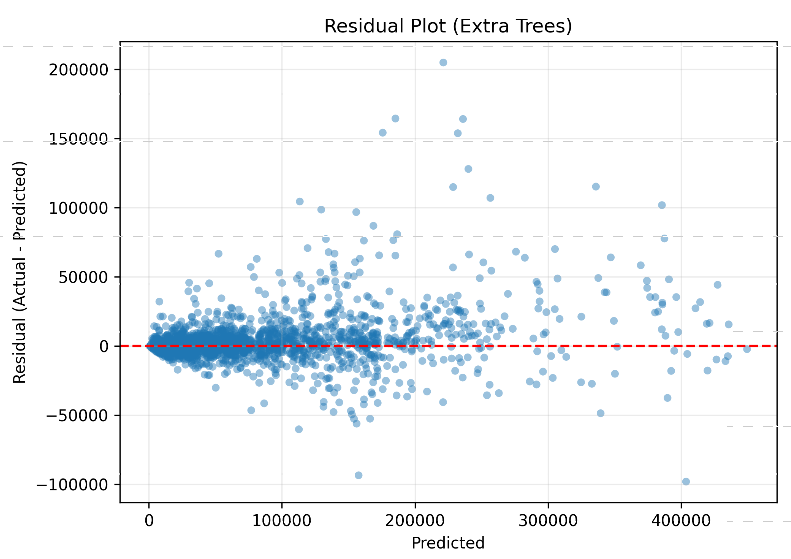 Residual Plot (Extra Trees)
200000
150000
100000
50000
0
−50000
−100000
Residual (Actual - Predicted)
0 100000 200000 300000 400000
Predicted